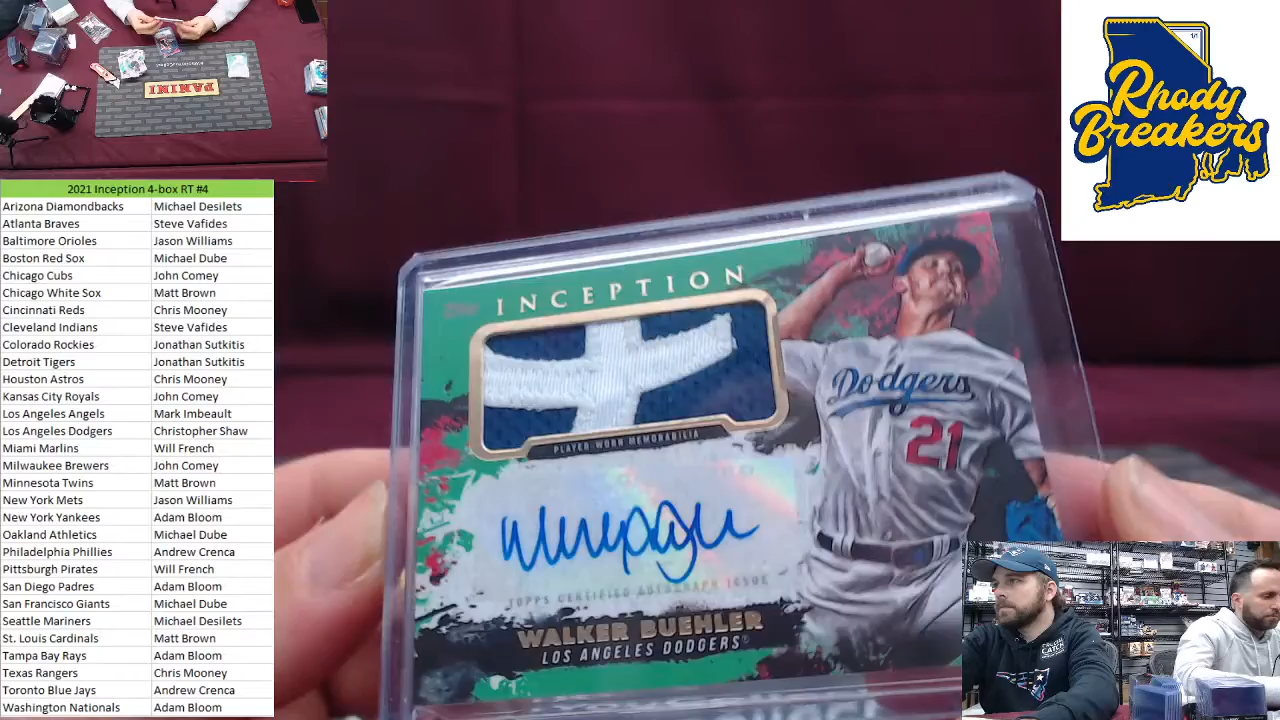 PANINI
Rhody
Breakers
1/1
2021 Inception 4-box RT #4
Arizona Diamondbacks Michael Desilets
Atlanta Braves Steve Vafides
Baltimore Orioles Jason Williams
Boston Red Sox Michael Dube
Chicago Cubs John Comey
Chicago White Sox Matt Brown
Cincinnati Reds Chris Mooney
Cleveland Indians Steve Vafides
Colorado Rockies Jonathan Sutkitis
Detroit Tigers Jonathan Sutkitis
Houston Astros Chris Mooney
Kansas City Royals John Comey
Los Angeles Angels Mark Imbeault
Los Angeles Dodgers Christopher Shaw
Miami Marlins Will French
Milwaukee Brewers John Comey
Minnesota Twins Matt Brown
New York Mets Jason Williams
New York Yankees Adam Bloom
Oakland Athletics Michael Dube
Philadelphia Phillies Andrew Crenca
Pittsburgh Pirates Will French
San Diego Padres Adam Bloom
San Francisco Giants Michael Dube
Seattle Mariners Michael Desilets
St. Louis Cardinals Matt Brown
Tampa Bay Rays Adam Bloom
Texas Rangers Chris Mooney
Toronto Blue Jays Andrew Crenca
Washington Nationals Adam Bloom
TOPPS
INCEPTION
PLAYER WORN MEMORABILIA
Dodgers
21
TOPPS CERTIFIED AUTOGRAPH ISSUE
WALKER BUEHLER
LOS ANGELES DODGERS®